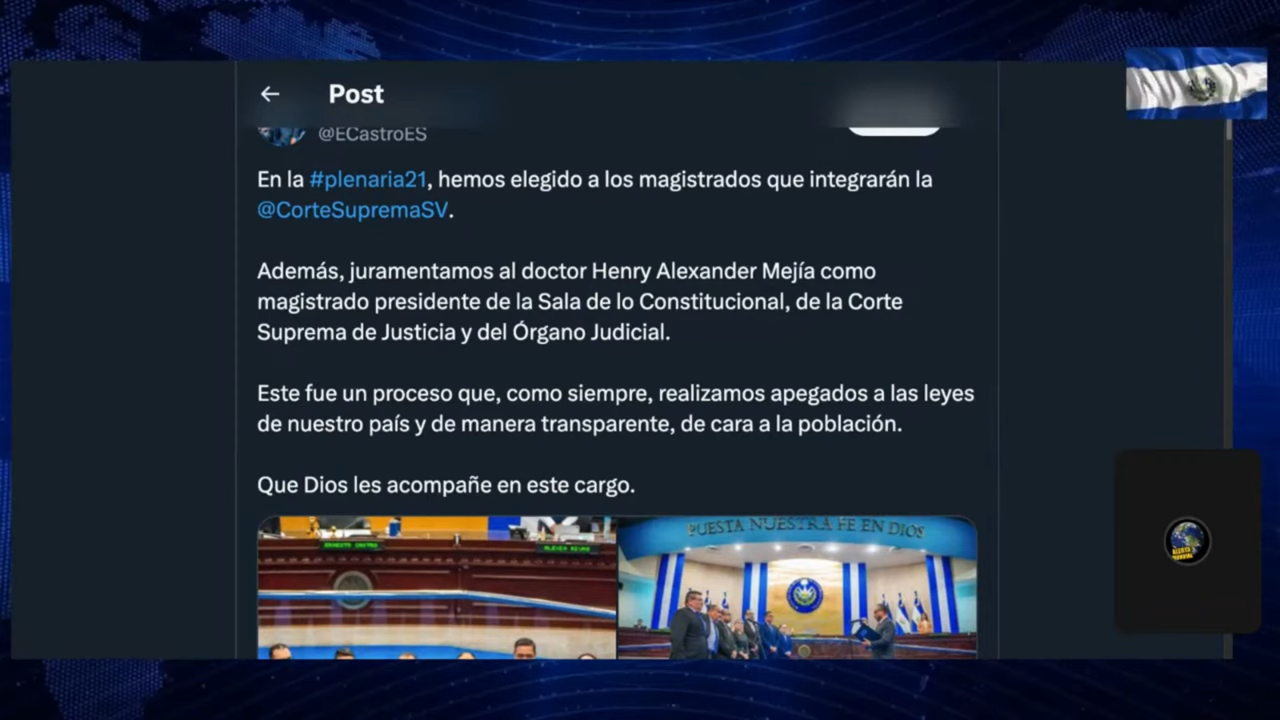 Post
@ECastroES
En la #plenaria21, hemos elegido a los magistrados que integrarán la
@CorteSupremaSV.
Además, juramentamos al doctor Henry Alexander Mejía como
magistrado presidente de la Sala de lo Constitucional, de la Corte
Suprema de Justicia y del Órgano Judicial.
Este fue un proceso que, como siempre, realizamos apegados a las leyes
de nuestro país y de manera transparente, de cara a la población.
Que Dios les acompañe en este cargo.
PUESTA NUESTRA FE EN DIOS